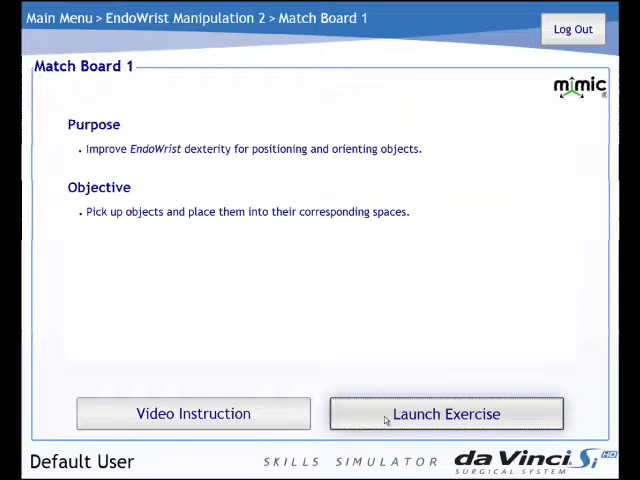 Main Menu > EndoWrist Manipulation 2 > Match Board 1
Log Out
Match Board 1
mimic
Purpose
. Improve EndoWrist dexterity for positioning and orienting objects.
Objective
. Pick up objects and place them into their corresponding spaces.
Video Instruction
Launch Exercise
Default User
SKILLS SIMULATOR
da Vinci Si HD
SURGICAL SYSTEM